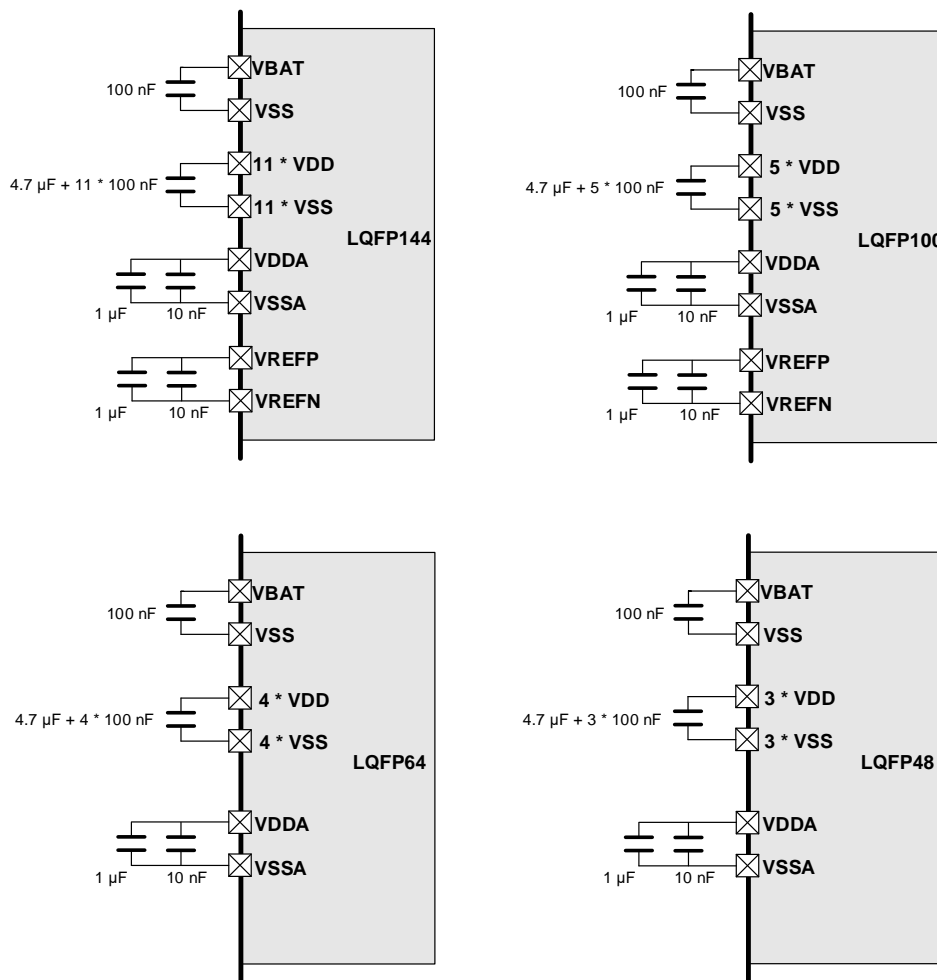 VBAT
100 nF
VSS
11 * VDD
4.7 µF + 11 * 100 nF
11 * VSS
LQFP144
VDDA
VSSA
1 µF
10 nF
VREFP
VREFN
1 µF
10 nF
VBAT
100 nF
VSS
5 * VDD
4.7 µF + 5 * 100 nF
5 * VSS
LQFP100
VDDA
VSSA
1 µF
10 nF
VREFP
VREFN
1 µF
10 nF
VBAT
100 nF
VSS
4 * VDD
4.7 µF + 4 * 100 nF
4 * VSS
LQFP64
VDDA
VSSA
1 µF
10 nF
VBAT
100 nF
VSS
3 * VDD
4.7 µF + 3 * 100 nF
3 * VSS
LQFP48
VDDA
VSSA
1 µF
10 nF